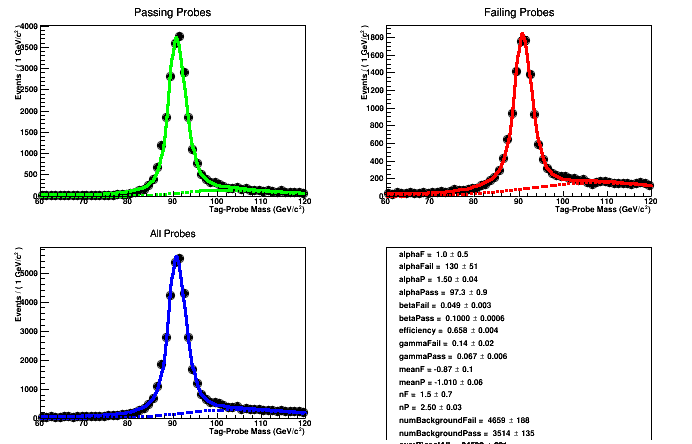 Passing Probes
Events / ( 1 GeV/c² )
4000
3500
3000
2500
2000
1500
1000
500
0
60 70 80 90 100 110 120
Tag-Probe Mass (GeV/c²)
Failing Probes
Events / ( 1 GeV/c² )
1800
1600
1400
1200
1000
800
600
400
200
0
60 70 80 90 100 110 120
Tag-Probe Mass (GeV/c²)
All Probes
Events / ( 1 GeV/c² )
5000
4000
3000
2000
1000
0
60 70 80 90 100 110 120
Tag-Probe Mass (GeV/c²)
alphaF = 1.0 ± 0.5
alphaFail = 130 ± 51
alphaP = 1.50 ± 0.04
alphaPass = 97.3 ± 0.9
betaFail = 0.049 ± 0.003
betaPass = 0.1000 ± 0.0006
efficiency = 0.658 ± 0.004
gammaFail = 0.14 ± 0.02
gammaPass = 0.067 ± 0.006
meanF = -0.87 ± 0.1
meanP = -1.010 ± 0.06
nF = 1.5 ± 0.7
nP = 2.50 ± 0.03
numBackgroundFail = 4659 ± 188
numBackgroundPass = 3514 ± 135